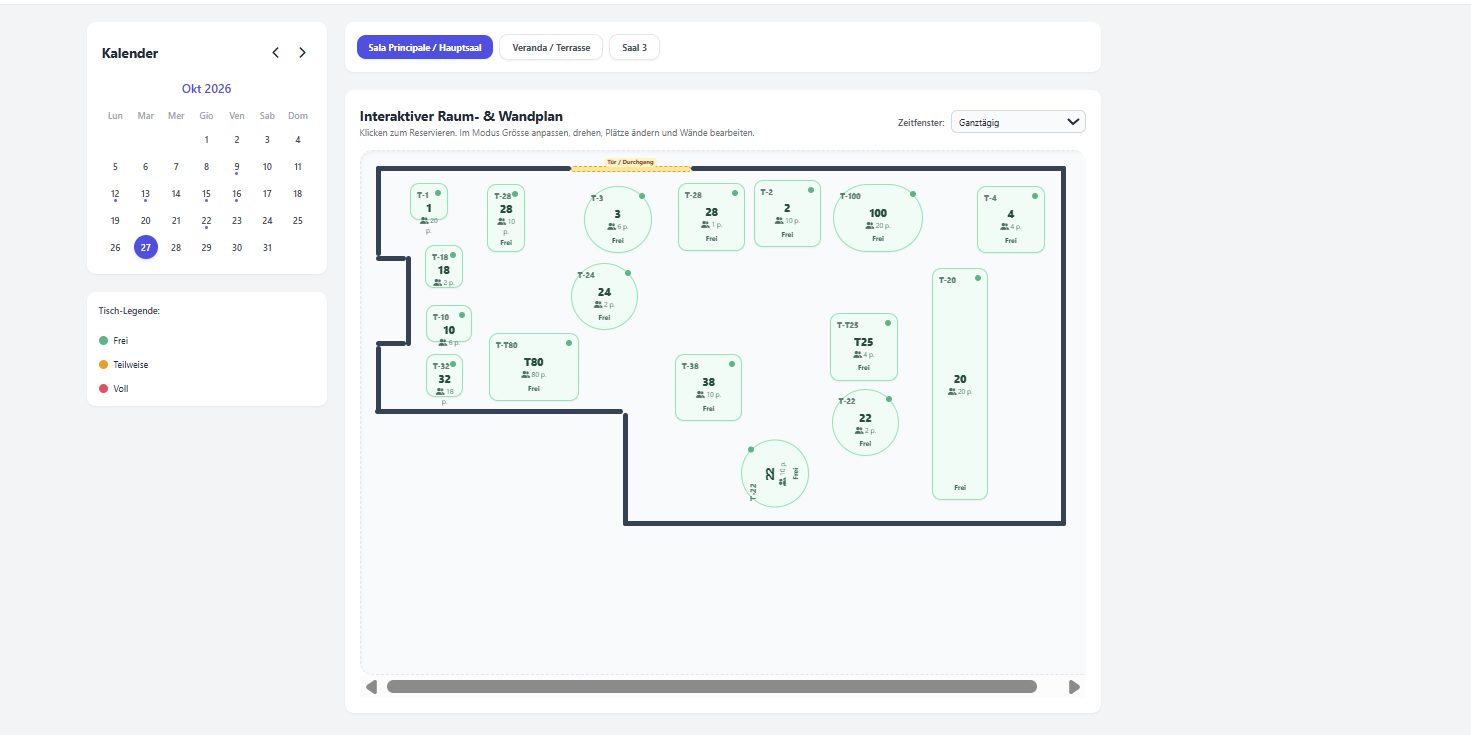 Kalender
Okt 2026
Lun Mar Mer Gio Ven Sab Dom
1 2 3 4
5 6 7 8 9 10 11
12 13 14 15 16 17 18
19 20 21 22 23 24 25
26 27 28 29 30 31
Tisch-Legende:
Frei
Teilweise
Voll
Sala Principale / Hauptsaal
Veranda / Terrasse
Saal 3
Interaktiver Raum- & Wandplan
Klicken zum Reservieren. Im Modus Grösse anpassen, drehen, Plätze ändern und Wände bearbeiten.
Zeitfenster:
Ganztägig
Tür / Durchgang
T-1
1
20 p.
T-28
28
10 p.
Frei
T-3
3
6 p.
Frei
T-28
28
1 p.
Frei
T-2
2
10 p.
Frei
T-100
100
20 p.
Frei
T-4
4
4 p.
Frei
T-18
18
2 p.
T-24
24
2 p.
Frei
T-20
20
20 p.
Frei
T-10
10
6 p.
T-T80
T80
80 p.
Frei
T-T25
T25
4 p.
Frei
T-32
32
18 p.
T-38
38
10 p.
Frei
T-22
22
2 p.
Frei
T-22
22
10 p.
Frei